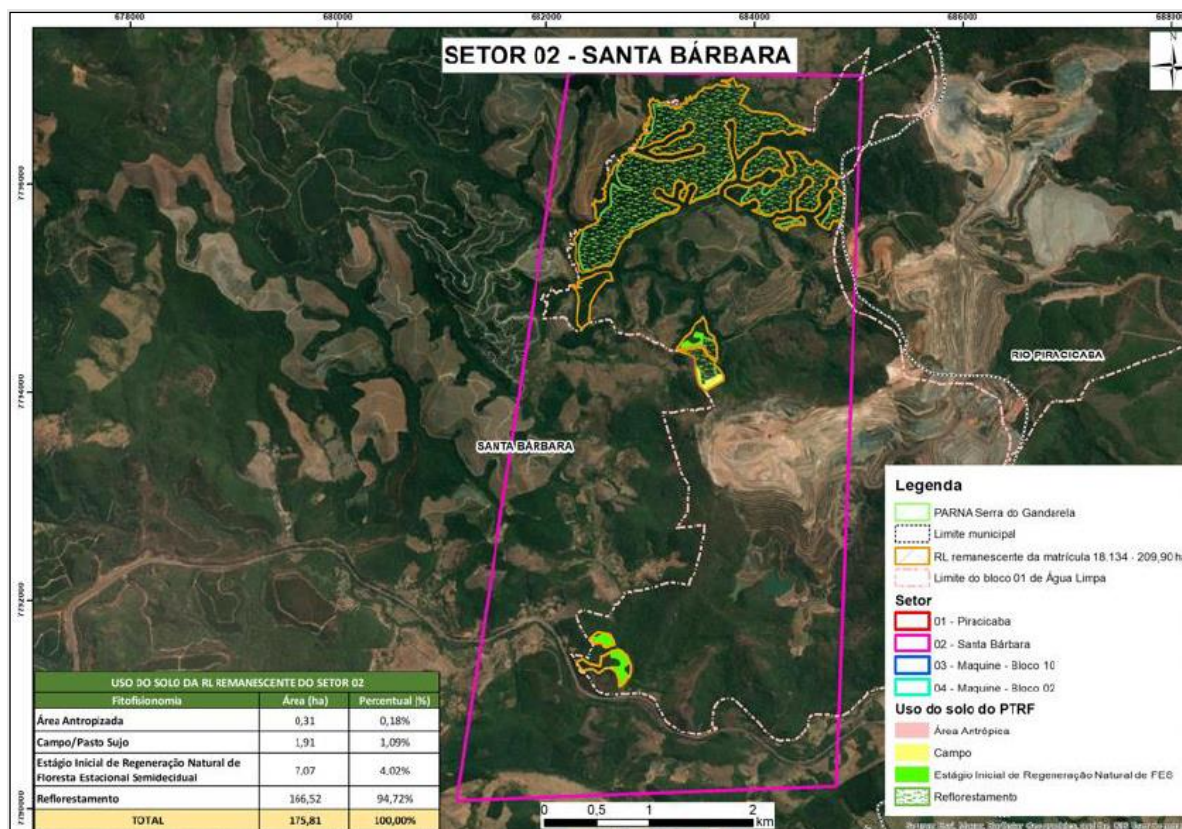 678000 680000 682000 684000 686000 688000
SETOR 02 - SANTA BÁRBARA
N
7796000
7794000
7792000
7790000
RIO PIRACICABA
SANTA BÁRBARA
Legenda
PARNA Serra do Gandarela
Limite municipal
RL remanescente da matrícula 18.134 - 209,90 h
Limite do bloco 01 de Água Limpa
Setor
01 - Piracicaba
02 - Santa Bárbara
03 - Maquine - Bloco 10
04 - Maquine - Bloco 02
Uso do solo do PTRF
Área Antrópica
Campo
Estágio Inicial de Regeneração Natural de FES
Reflorestamento
USO DO SOLO DA RL REMANESCENTE DO SETOR 02
Fitofisionomia Área (ha) Percentual (%)
Área Antropizada 0,31 0,18%
Campo/Pasto Sujo 1,91 1,09%
Estágio Inicial de Regeneração Natural de
Floresta Estacional Semidecidual 7,07 4,02%
Reflorestamento 166,52 94,72%
TOTAL 175,81 100,00%
0 0,5 1 2
km